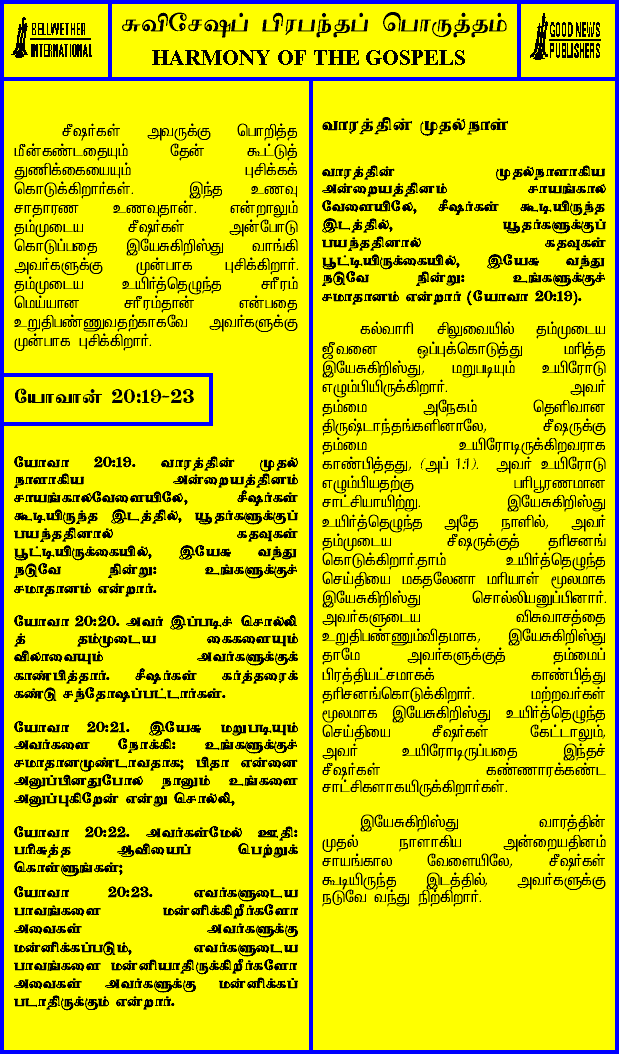 BELLWETHER
INTERNATIONAL
சுவிசேஷப் பிரபந்தப் பொருத்தம்
HARMONY OF THE GOSPELS
GOOD NEWS
PUBLISHERS
சீஷர்கள் அவருக்கு பொறித்த
மீன்கண்டதையும் தேன் கூட்டுத்
துணிக்கையையும் புசிக்கக்
கொடுக்கிறார்கள். இந்த உணவு
சாதாரண உணவுதான். என்றாலும்
தம்முடைய சீஷர்கள் அன்போடு
கொடுப்பதை இயேசுகிறிஸ்து வாங்கி
அவர்களுக்கு முன்பாக புசிக்கிறார்.
தம்முடைய உயிர்த்தெழுந்த சரீரம்
மெய்யான சரீரம்தான் என்பதை
உறுதிபண்ணுவதற்காகவே அவர்களுக்கு
முன்பாக புசிக்கிறார்.
யோவான் 20:19-23
யோவா 20:19. வாரத்தின் முதல்
நாளாகிய அன்றையத்தினம்
சாயங்காலவேளையிலே, சீஷர்கள்
கூடியிருந்த இடத்தில், யூதர்களுக்குப்
பயந்ததினால் கதவுகள்
பூட்டியிருக்கையில், இயேசு வந்து
நடுவே நின்று: உங்களுக்குச்
சமாதானம் என்றார்.
யோவா 20:20. அவர் இப்படிச் சொல்லி
த் தம்முடைய கைகளையும்
விலாவையும் அவர்களுக்குக்
காண்பித்தார். சீஷர்கள் கர்த்தரைக்
கண்டு சந்தோஷப்பட்டார்கள்.
யோவா 20:21. இயேசு மறுபடியும்
அவர்களை நோக்கி: உங்களுக்குச்
சமாதானமுண்டாவதாக; பிதா என்னை
அனுப்பினதுபோல் நானும் உங்களை
அனுப்புகிறேன் என்று சொல்லி,
யோவா 20:22. அவர்கள்மேல் ஊதி:
பரிசுத்த ஆவியைப் பெற்றுக்
கொள்ளுங்கள்;
யோவா 20:23. எவர்களுடைய
பாவங்களை மன்னிக்கிறீர்களோ
அவைகள் அவர்களுக்கு
மன்னிக்கப்படும், எவர்களுடைய
பாவங்களை மன்னியாதிருக்கிறீர்களோ
அவைகள் அவர்களுக்கு மன்னிக்கப்
படாதிருக்கும் என்றார்.
வாரத்தின் முதல்நாள்
வாரத்தின் முதல்நாளாகிய
அன்றையத்தினம் சாயங்கால
வேளையிலே, சீஷர்கள் கூடியிருந்த
இடத்தில், யூதர்களுக்குப்
பயந்ததினால் கதவுகள்
பூட்டியிருக்கையில், இயேசு வந்து
நடுவே நின்று: உங்களுக்குச்
சமாதானம் என்றார் (யோவா 20:19).
கல்வாரி சிலுவையில் தம்முடைய
ஜீவனை ஒப்புக்கொடுத்து மரித்த
இயேசுகிறிஸ்து, மறுபடியும் உயிரோடு
எழும்பியிருக்கிறார். அவர்
தம்மை அநேகம் தெளிவான
திருஷ்டாந்தங்களினாலே, சீஷருக்கு
தம்மை உயிரோடிருக்கிறவராக
காண்பித்தது, (அப் 1:1). அவர் உயிரோடு
எழும்பியதற்கு பரிபூரணமான
சாட்சியாயிற்று. இயேசுகிறிஸ்து
உயிர்த்தெழுந்த அதே நாளில், அவர்
தம்முடைய சீஷருக்குத் தரிசனங்
கொடுக்கிறார்.தாம் உயிர்த்தெழுந்த
செய்தியை மகதலேனா மரியாள் மூலமாக
இயேசுகிறிஸ்து சொல்லியனுப்பினார்.
அவர்களுடைய விசுவாசத்தை
உறுதிபண்ணும்விதமாக, இயேசுகிறிஸ்து
தாமே அவர்களுக்குத் தம்மைப்
பிரத்தியட்சமாகக் காண்பித்து
தரிசனங்கொடுக்கிறார். மற்றவர்கள்
மூலமாக இயேசுகிறிஸ்து உயிர்த்தெழுந்த
செய்தியை சீஷர்கள் கேட்டாலும்,
அவர் உயிரோடிருப்பதை இந்தச்
சீஷர்கள் கண்ணாரக்கண்ட
சாட்சிகளாகயிருக்கிறார்கள்.
இயேசுகிறிஸ்து வாரத்தின்
முதல் நாளாகிய அன்றையதினம்
சாயங்கால வேளையிலே, சீஷர்கள்
கூடியிருந்த இடத்தில், அவர்களுக்கு
நடுவே வந்து நிற்கிறார்.